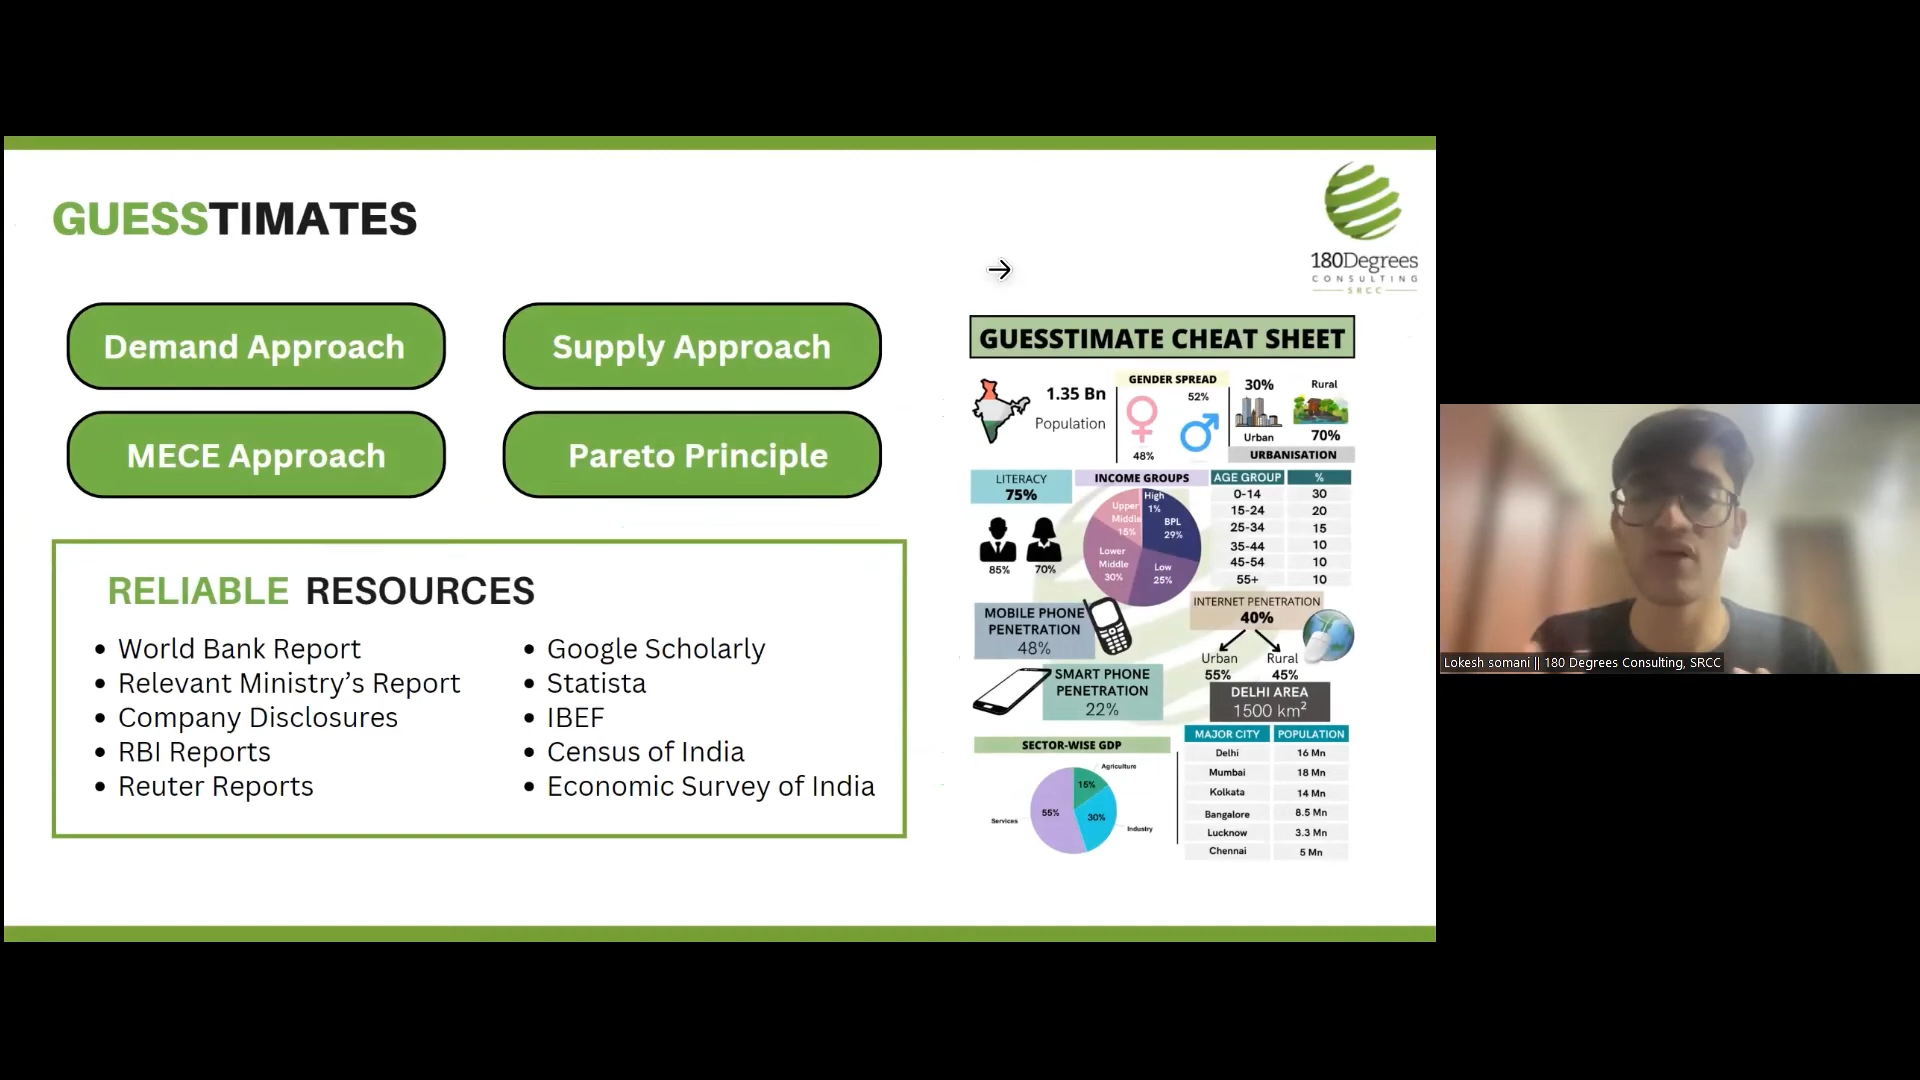 GUESSTIMATES
180Degrees
CONSULTING
SRCC
Demand Approach
Supply Approach
MECE Approach
Pareto Principle
RELIABLE RESOURCES
• World Bank Report
• Relevant Ministry's Report
• Company Disclosures
• RBI Reports
• Reuter Reports
• Google Scholarly
• Statista
• IBEF
• Census of India
• Economic Survey of India
GUESSTIMATE CHEAT SHEET
1.35 Bn
Population
GENDER SPREAD
52%
48%
30%
Urban
Rural
70%
URBANISATION
LITERACY
75%
85%
70%
INCOME GROUPS
High
1%
BPL
29%
Low
25%
Lower
Middle
30%
Upper
Middle
15%
AGE GROUP %
0-14 30
15-24 20
25-34 15
35-44 10
45-54 10
55+ 10
MOBILE PHONE
PENETRATION
48%
INTERNET PENETRATION
40%
Urban
55%
Rural
45%
SMART PHONE
PENETRATION
22%
DELHI AREA
1500 km²
SECTOR-WISE GDP
Agriculture
15%
30%
Industry
55%
Services
MAJOR CITY POPULATION
Delhi 16 Mn
Mumbai 18 Mn
Kolkata 14 Mn
Bangalore 8.5 Mn
Lucknow 3.3 Mn
Chennai 5 Mn
Lokesh somani || 180 Degrees Consulting, SRCC